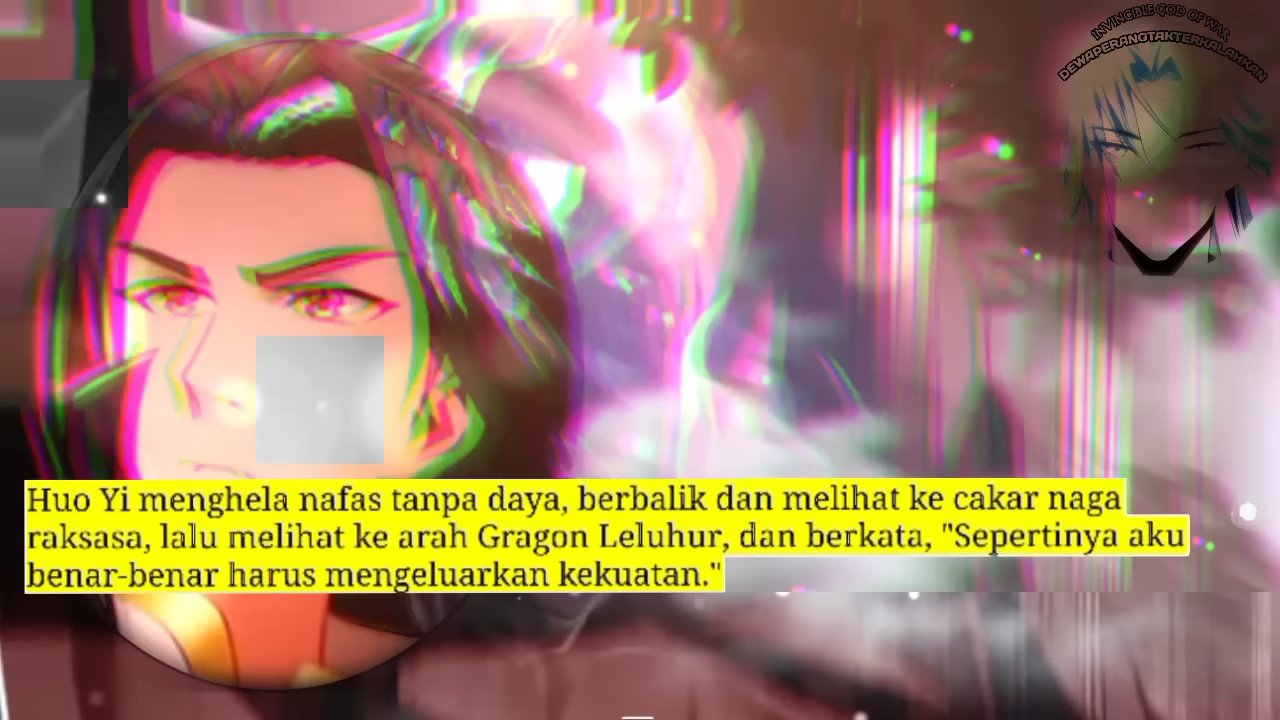 INVINCIBLE GOD OF WAR
DEWAPERANGTAKTERKALAHKAN
Huo Yi menghela nafas tanpa daya, berbalik dan melihat ke cakar naga
raksasa, lalu melihat ke arah Gragon Leluhur, dan berkata, "Sepertinya aku
benar-benar harus mengeluarkan kekuatan."